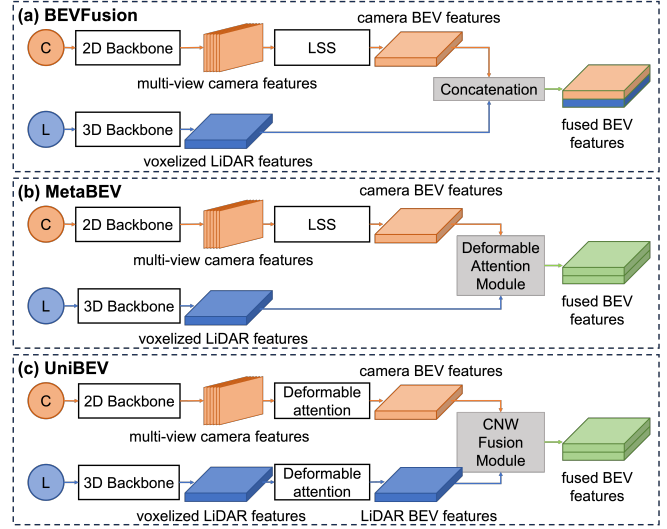 (a) BEVFusion
camera BEV features
C
2D Backbone
LSS
multi-view camera features
Concatenation
L
3D Backbone
voxelized LiDAR features
fused BEV
features
(b) MetaBEV
camera BEV features
C
2D Backbone
LSS
multi-view camera features
Deformable
Attention
Module
L
3D Backbone
voxelized LiDAR features
fused BEV
features
(c) UniBEV
camera BEV features
C
2D Backbone
Deformable
attention
multi-view camera features
CNW
Fusion
Module
L
3D Backbone
Deformable
attention
voxelized LiDAR features
LiDAR BEV features
fused BEV
features